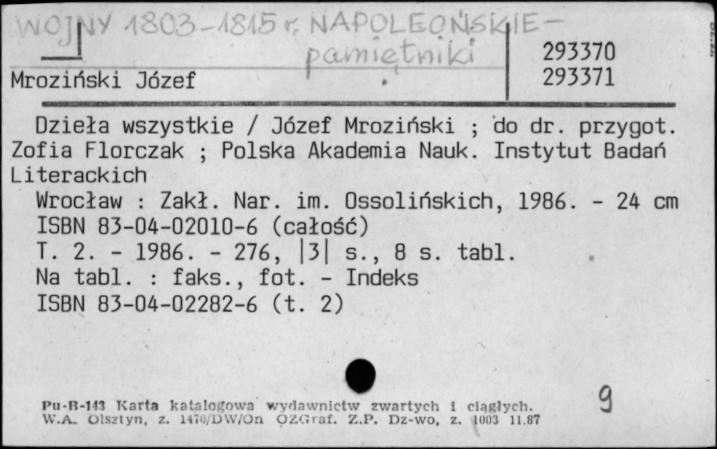 WOJNY 1803-1815 r. NAPOLEOŃSKIE -
pamiętniki
293370
293371
Mroziński Józef
Dzieła wszystkie / Józef Mroziński ; do dr. przygot.
Zofia Florczak ; Polska Akademia Nauk. Instytut Badań
Literackich
Wrocław : Zakł. Nar. im. Ossolińskich, 1986. - 24 cm
ISBN 83-04-02010-6 (całość)
T. 2. - 1986. - 276, |3| s., 8 s. tabl.
Na tabl. : faks., fot. - Indeks
ISBN 83-04-02282-6 (t. 2)
9
Pu-B-143 Karta katalogowa wydawnictw zwartych i ciągłych.
W.A. Olsztyn, z. 1470/DW/On OZGraf. Z.P. Dz-wo, z. 1003 11.87